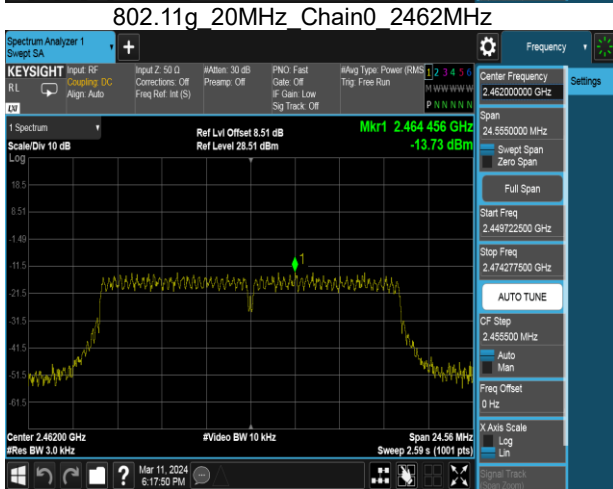 802.11g_20MHz_Chain0_2462MHz
Spectrum Analyzer 1
Swept SA
Frequency
KEYSIGHT
RL
LXI
Input: RF
Coupling: DC
Align: Auto
Input Z: 50 Ω
Corrections: Off
Freq Ref: Int (S)
#Atten: 30 dB
Preamp: Off
PNO: Fast
Gate: Off
IF Gain: Low
Sig Track: Off
#Avg Type: Power (RMS
Trig: Free Run
1 2 3 4 5 6
M W W W W W
P N N N N N
Center Frequency
2.462000000 GHz
Settings
1 Spectrum
Scale/Div 10 dB
Log
Ref Lvl Offset 8.51 dB
Ref Level 28.51 dBm
Mkr1 2.464 456 GHz
-13.73 dBm
18.5
8.51
-1.49
-11.5
-21.5
-31.5
-41.5
-51.5
-61.5
1
Span
24.5550000 MHz
Swept Span
Zero Span
Full Span
Start Freq
2.449722500 GHz
Stop Freq
2.474277500 GHz
AUTO TUNE
CF Step
2.455500 MHz
Auto
Man
Freq Offset
0 Hz
X Axis Scale
Log
Lin
Signal Track
(Span Zoom)
Center 2.46200 GHz
#Res BW 3.0 kHz
#Video BW 10 kHz
Span 24.56 MHz
Sweep 2.59 s (1001 pts)
Mar 11, 2024
6:17:50 PM